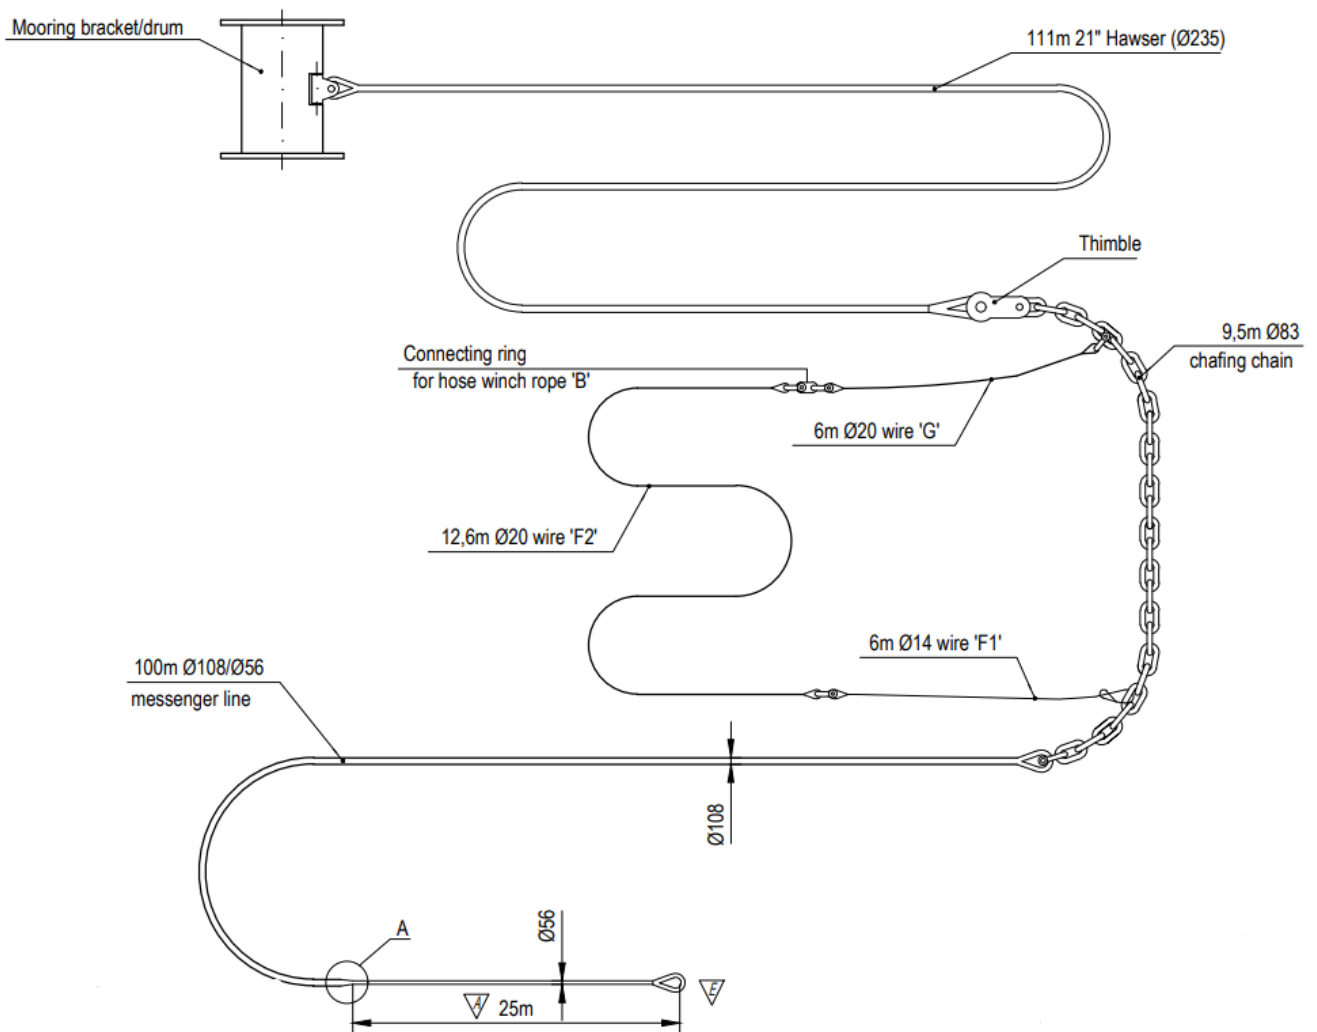 Mooring bracket/drum
111m 21" Hawser (Ø235)
Thimble
9,5m Ø83
chafing chain
Connecting ring
for hose winch rope 'B'
6m Ø20 wire 'G'
12,6m Ø20 wire 'F2'
6m Ø14 wire 'F1'
100m Ø108/Ø56
messenger line
Ø108
A
Ø56
E
A
25m